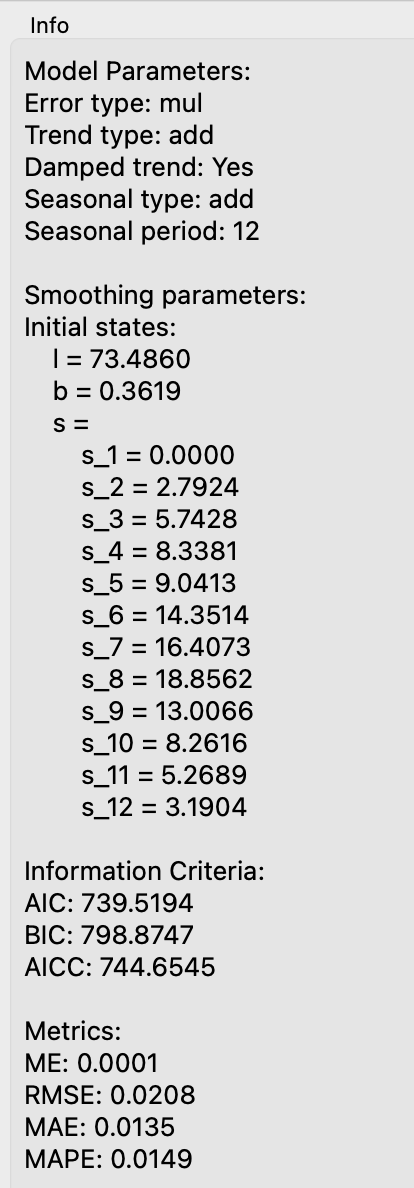 Info
Model Parameters:
Error type: mul
Trend type: add
Damped trend: Yes
Seasonal type: add
Seasonal period: 12
Smoothing parameters:
Initial states:
l = 73.4860
b = 0.3619
s =
s_1 = 0.0000
s_2 = 2.7924
s_3 = 5.7428
s_4 = 8.3381
s_5 = 9.0413
s_6 = 14.3514
s_7 = 16.4073
s_8 = 18.8562
s_9 = 13.0066
s_10 = 8.2616
s_11 = 5.2689
s_12 = 3.1904
Information Criteria:
AIC: 739.5194
BIC: 798.8747
AICC: 744.6545
Metrics:
ME: 0.0001
RMSE: 0.0208
MAE: 0.0135
MAPE: 0.0149